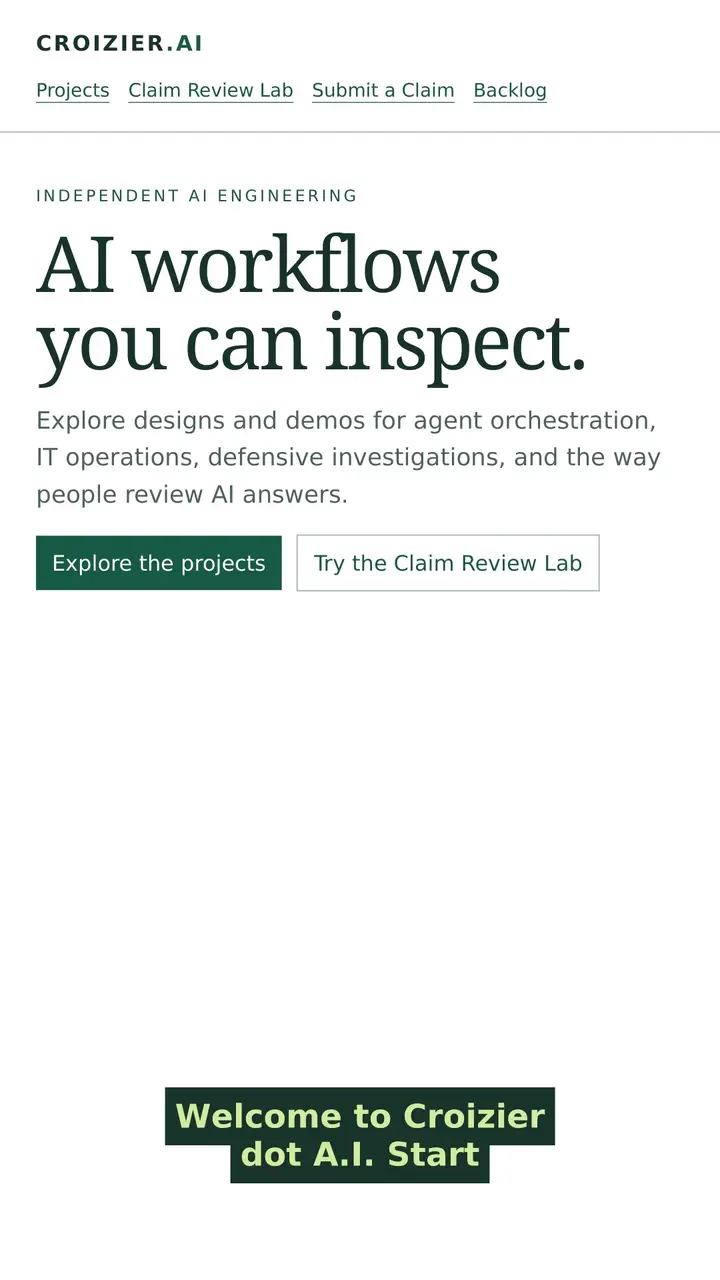 CROIZIER.AI
Projects Claim Review Lab Submit a Claim Backlog
INDEPENDENT AI ENGINEERING
AI workflows
you can inspect.
Explore designs and demos for agent orchestration,
IT operations, defensive investigations, and the way
people review AI answers.
Explore the projects Try the Claim Review Lab
Welcome to Croizier
dot A.I. Start